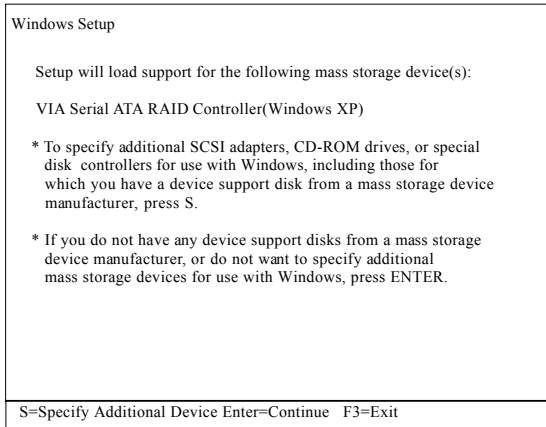 Windows Setup
Setup will load support for the following mass storage device(s):
VIA Serial ATA RAID Controller(Windows XP)
* To specify additional SCSI adapters, CD-ROM drives, or special
disk controllers for use with Windows, including those for
which you have a device support disk from a mass storage device
manufacturer, press S.
* If you do not have any device support disks from a mass storage
device manufacturer, or do not want to specify additional
mass storage devices for use with Windows, press ENTER.
S=Specify Additional Device Enter=Continue F3=Exit